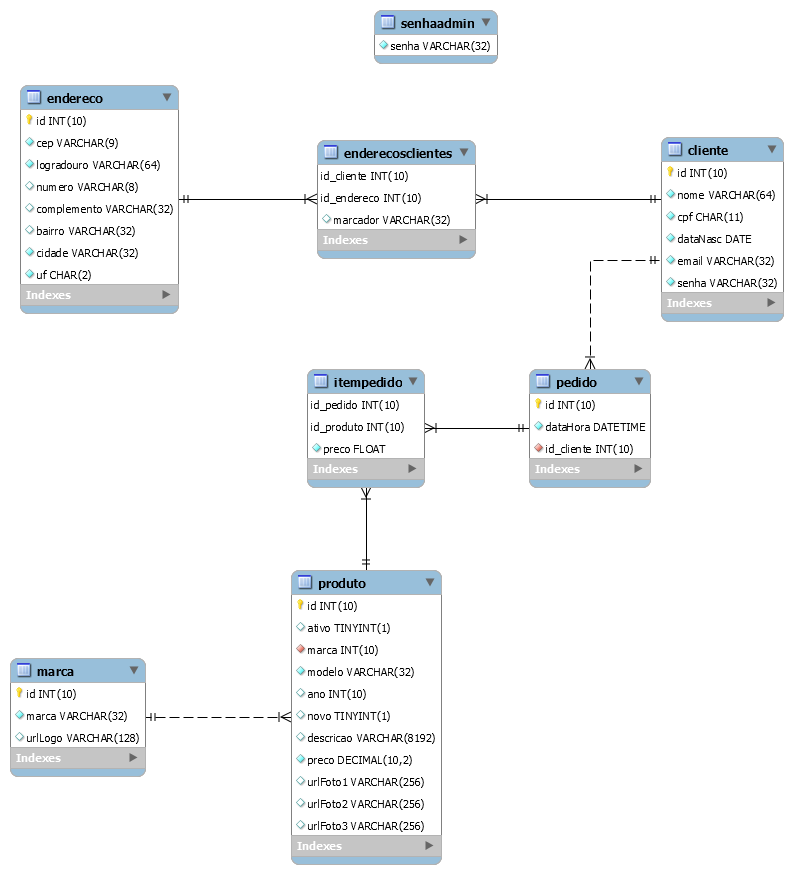 senhaadmin
senha VARCHAR(32)
endereco
id INT(10)
cep VARCHAR(9)
logradouro VARCHAR(64)
numero VARCHAR(8)
complemento VARCHAR(32)
bairro VARCHAR(32)
cidade VARCHAR(32)
uf CHAR(2)
Indexes
enderecosclientes
id_cliente INT(10)
id_endereco INT(10)
marcador VARCHAR(32)
Indexes
cliente
id INT(10)
nome VARCHAR(64)
cpf CHAR(11)
dataNasc DATE
email VARCHAR(32)
senha VARCHAR(32)
Indexes
itempedido
id_pedido INT(10)
id_produto INT(10)
preco FLOAT
Indexes
pedido
id INT(10)
dataHora DATETIME
id_cliente INT(10)
Indexes
produto
id INT(10)
ativo TINYINT(1)
marca INT(10)
modelo VARCHAR(32)
ano INT(10)
novo TINYINT(1)
descricao VARCHAR(8192)
preco DECIMAL(10,2)
urlFoto1 VARCHAR(256)
urlFoto2 VARCHAR(256)
urlFoto3 VARCHAR(256)
Indexes
marca
id INT(10)
marca VARCHAR(32)
urlLogo VARCHAR(128)
Indexes